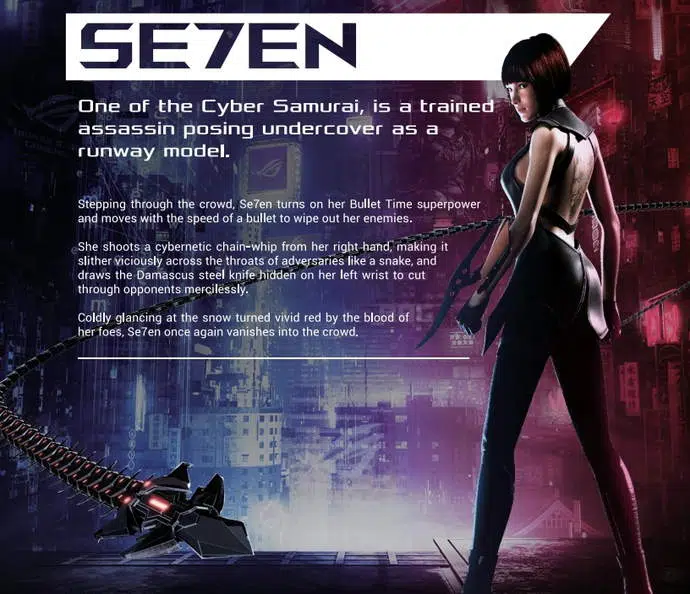 SE7EN
One of the Cyber Samurai, is a trained
assassin posing undercover as a
runway model.
Stepping through the crowd, Se7en turns on her Bullet Time superpower
and moves with the speed of a bullet to wipe out her enemies.
She shoots a cybernetic chain-whip from her right hand, making it
slither viciously across the throats of adversaries like a snake, and
draws the Damascus steel knife hidden on her left wrist to cut
through opponents mercilessly.
Coldly glancing at the snow turned vivid red by the blood of
her foes, Se7en once again vanishes into the crowd.